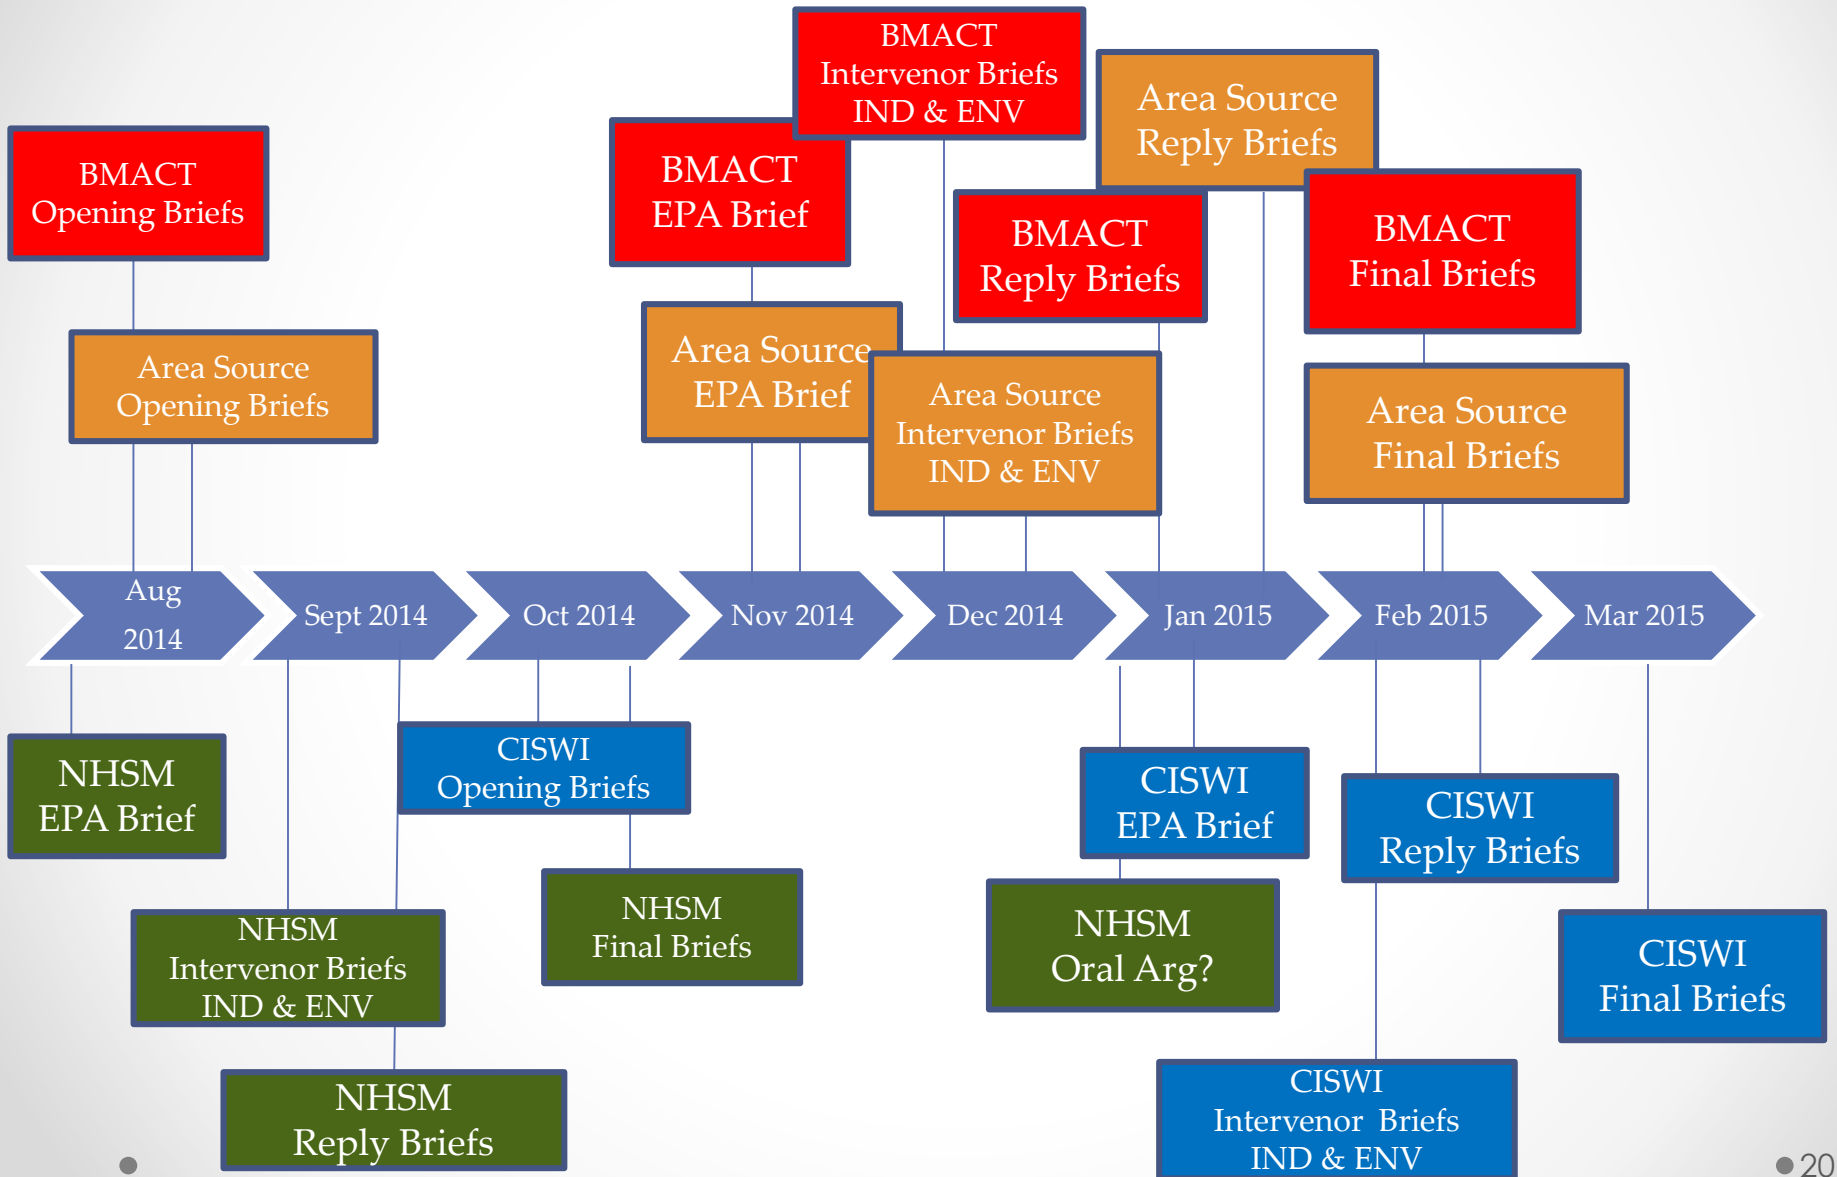 BMACT
Intervenor Briefs
IND & ENV
Area Source
Reply Briefs
BMACT
Opening Briefs
BMACT
EPA Brief
BMACT
Reply Briefs
BMACT
Final Briefs
Area Source
Opening Briefs
Area Source
EPA Brief
Area Source
Intervenor Briefs
IND & ENV
Area Source
Final Briefs
Aug
2014
Sept 2014
Oct 2014
Nov 2014
Dec 2014
Jan 2015
Feb 2015
Mar 2015
NHSM
EPA Brief
CISWI
Opening Briefs
CISWI
EPA Brief
CISWI
Reply Briefs
NHSM
Intervenor Briefs
IND & ENV
NHSM
Final Briefs
NHSM
Oral Arg?
CISWI
Final Briefs
NHSM
Reply Briefs
CISWI
Intervenor Briefs
IND & ENV
20